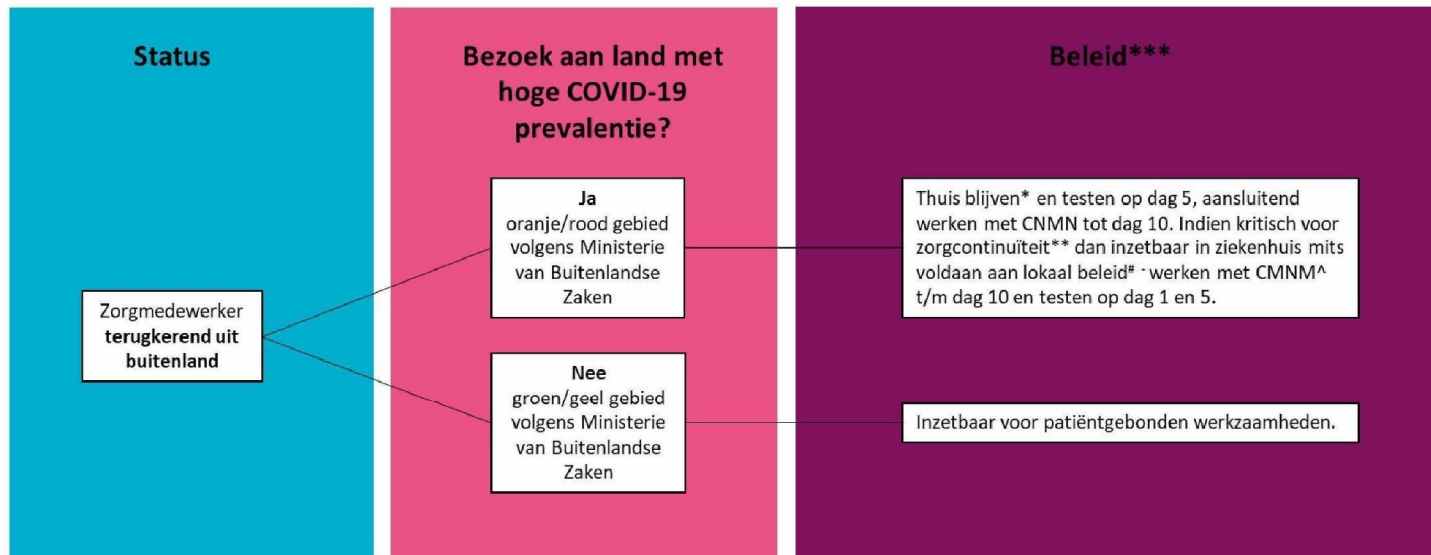 Status
Bezoek aan land met
hoge COVID-19
prevalentie?
Beleid***
Zorgmedewerker
terugkerend uit
buitenland
Ja
oranje/rood gebied
volgens Ministerie
van Buitenlandse
Zaken
Thuis blijven* en testen op dag 5, aansluitend
werken met CNMN tot dag 10. Indien kritisch voor
zorgcontinuïteit** dan inzetbaar in ziekenhuis mits
voldaan aan lokaal beleid# - werken met CMNM^
t/m dag 10 en testen op dag 1 en 5.
Nee
groen/geel gebied
volgens Ministerie
van Buitenlandse
Zaken
Inzetbaar voor patiëntgebonden werkzaamheden.